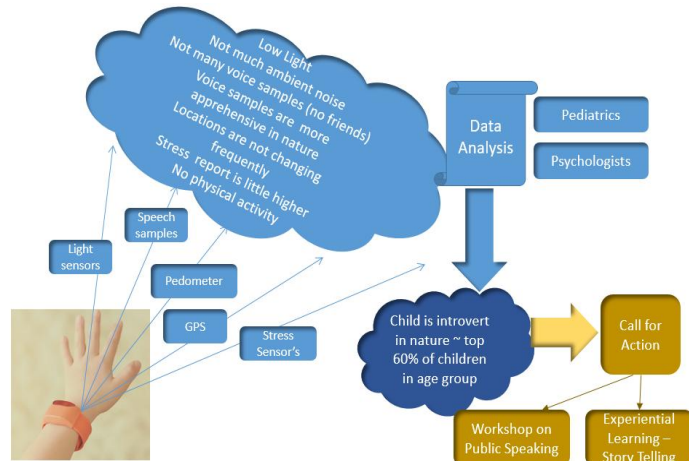 Low Light
Not much ambient noise
Not many voice samples (no friends)
Voice samples are more
apprehensive in nature
Locations are not changing
frequently
Stress report is little higher
No physical activity
Data
Analysis
Pediatrics
Psychologists
Light
sensors
Speech
samples
Pedometer
GPS
Stress
Sensor's
Child is introvert
in nature ~ top
60% of children
in age group
Call for
Action
Workshop on
Public Speaking
Experiential
Learning –
Story Telling